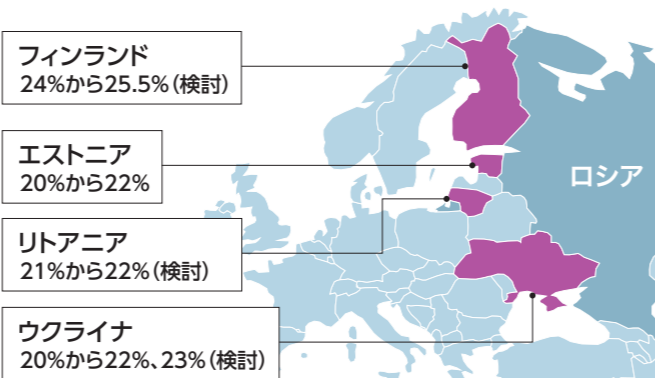 フィンランド
24%から25.5%(検討)
エストニア
20%から22%
ロシア
リトアニア
21%から22%(検討)
ウクライナ
20%から22%、23%(検討)